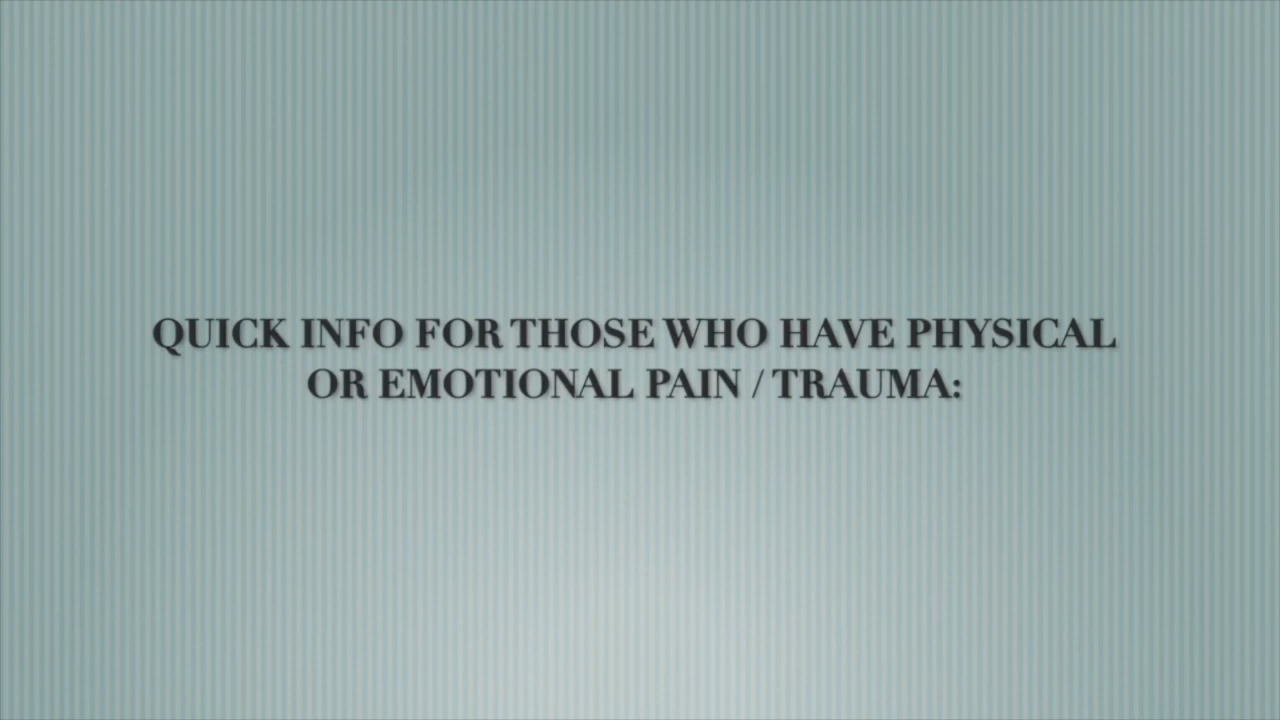 QUICK INFO FOR THOSE WHO HAVE PHYSICAL
OR EMOTIONAL PAIN / TRAUMA: